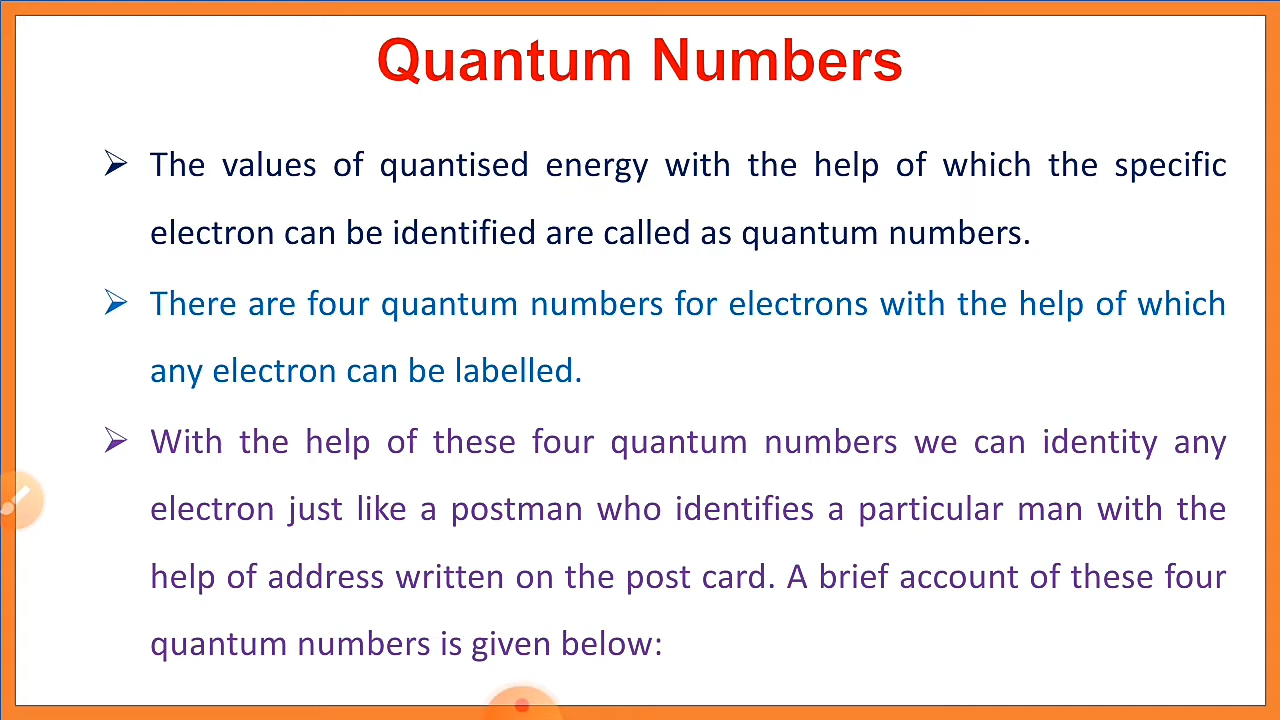 Quantum Numbers
➢ The values of quantised energy with the help of which the specific
electron can be identified are called as quantum numbers.
➢ There are four quantum numbers for electrons with the help of which
any electron can be labelled.
➢ With the help of these four quantum numbers we can identity any
electron just like a postman who identifies a particular man with the
help of address written on the post card. A brief account of these four
quantum numbers is given below: